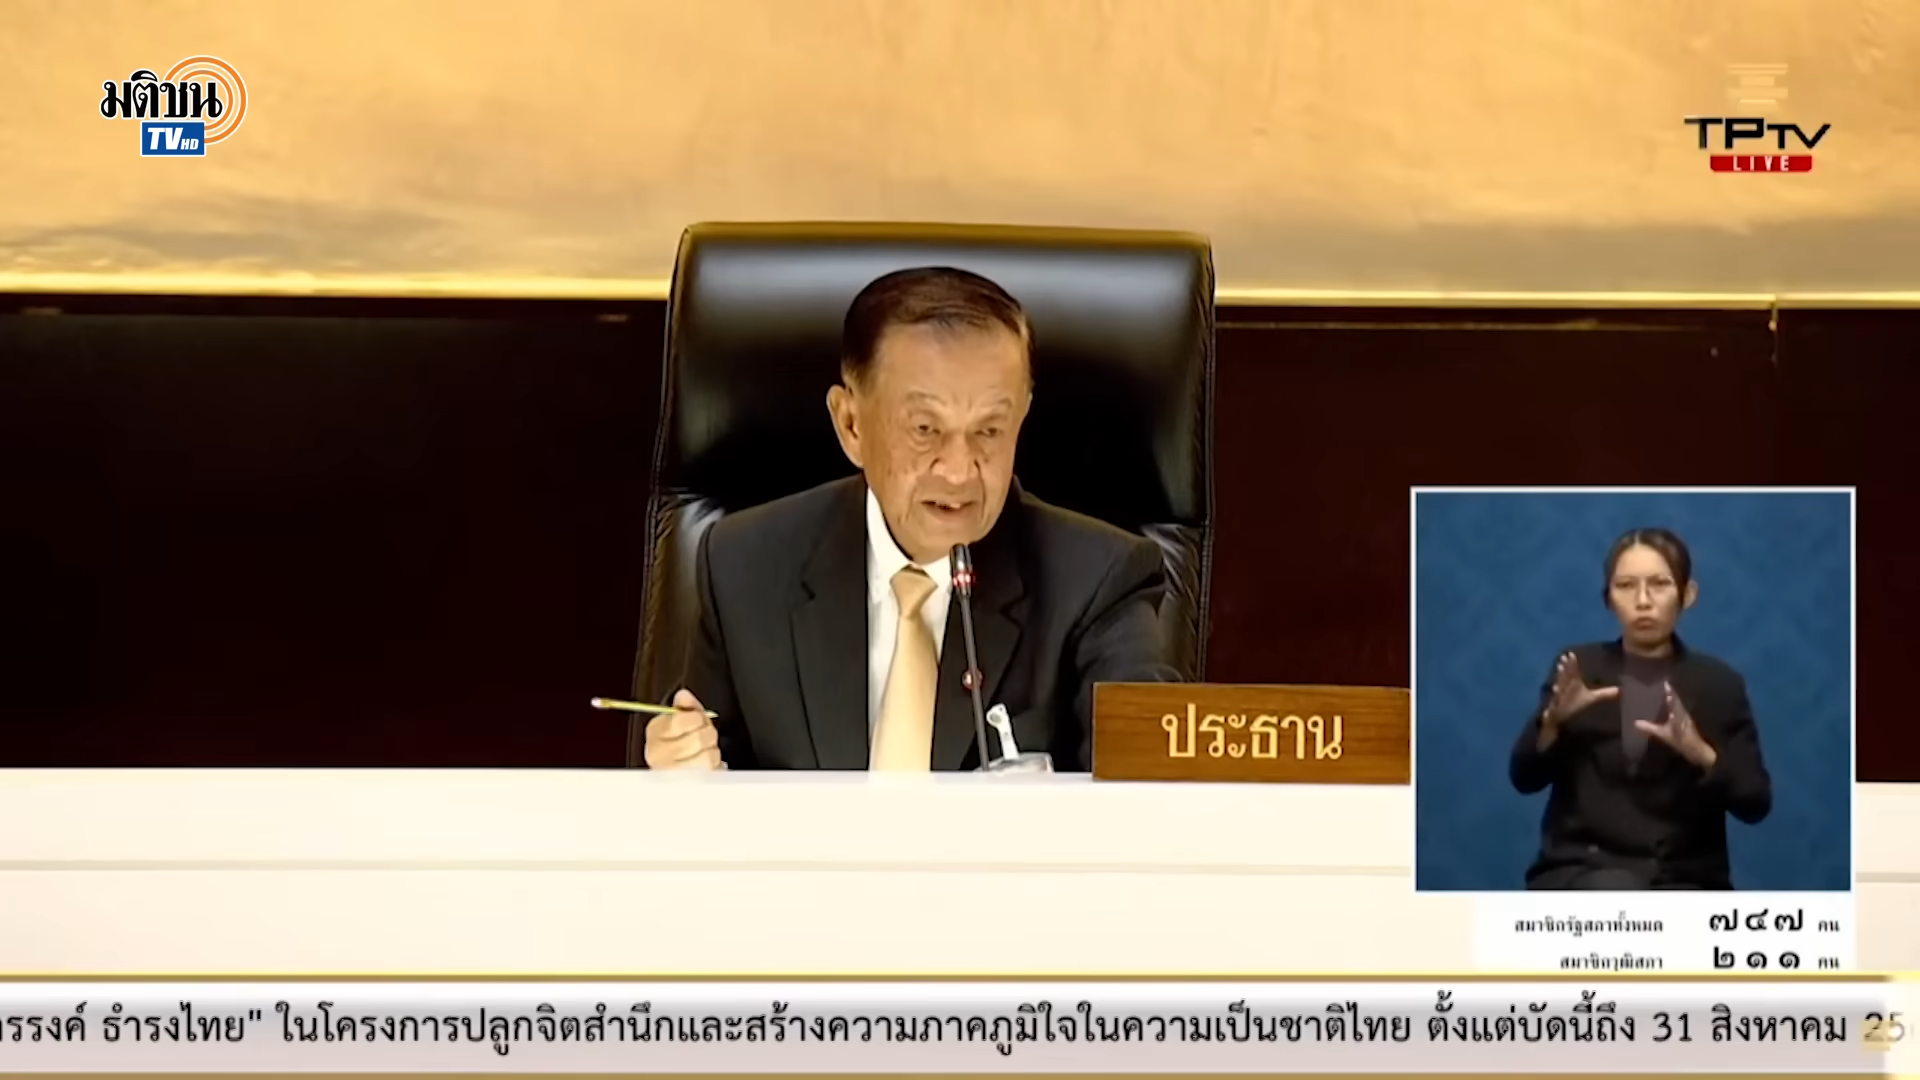 มติชน
TV HD
TPTV
LIVE
ประธาน
สมาชิกรัฐสภาทั้งหมด ๗๔๗ คน
สมาชิกวุฒิสภา ๒๑๑ คน
ธำรงไทย" ในโครงการปลูกจิตสำนึกและสร้างความภาคภูมิใจในความเป็นชาติไทย ตั้งแต่บัดนี้ถึง 31 สิงหาคม